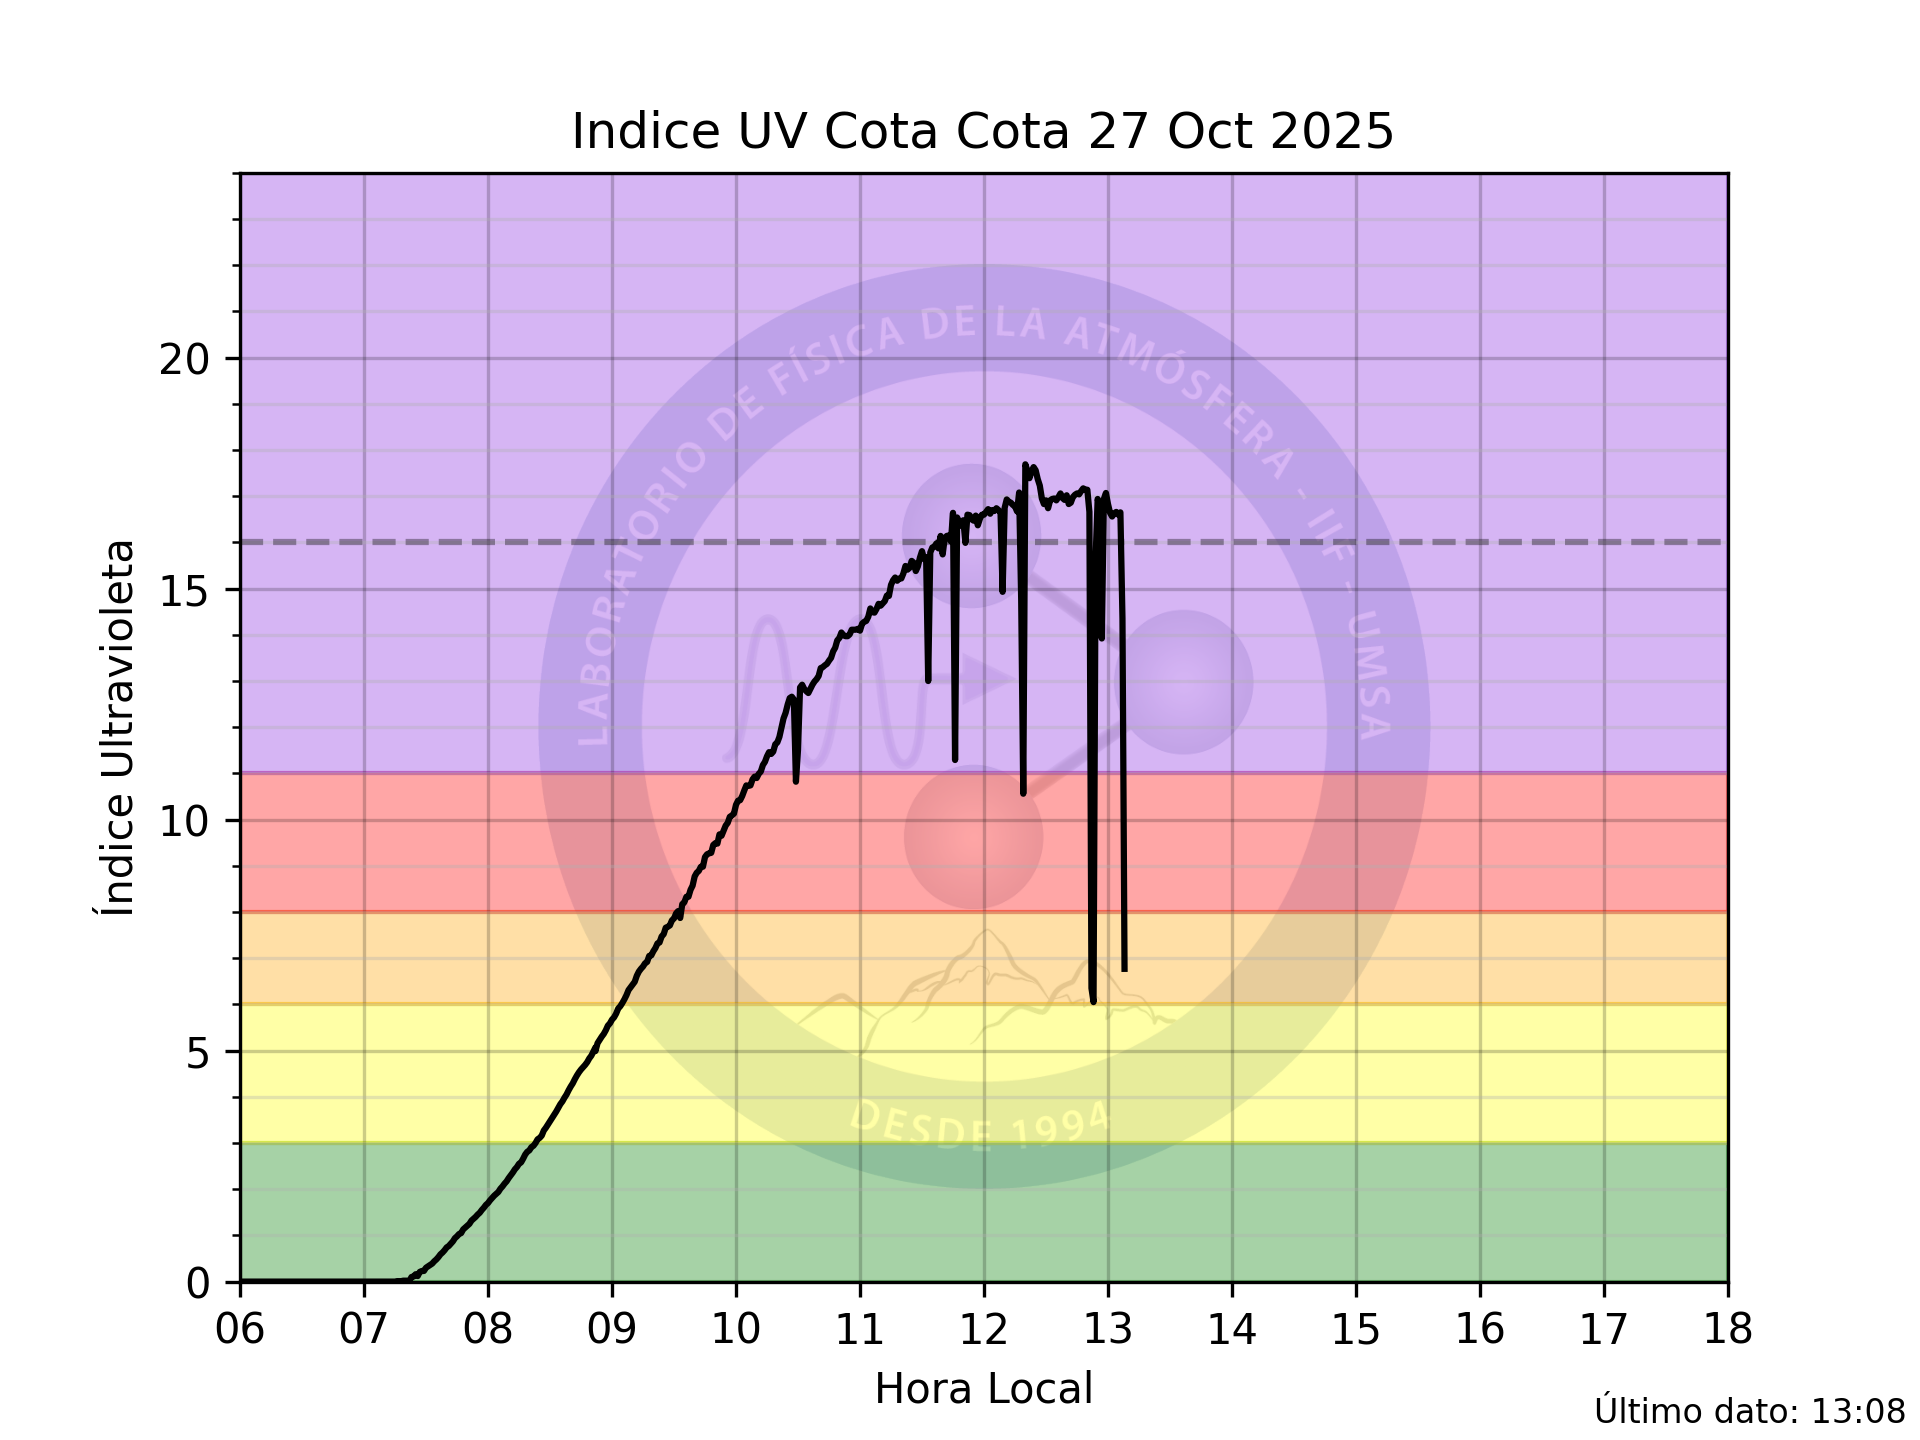 Indice UV Cota Cota 27 Oct 2025
Índice Ultravioleta
20
15
10
5
0
LABORATORIO DE FÍSICA DE LA ATMÓSFERA - IIF - UMSA
DESDE 1994
06 07 08 09 10 11 12 13 14 15 16 17 18
Hora Local
Último dato: 13:08